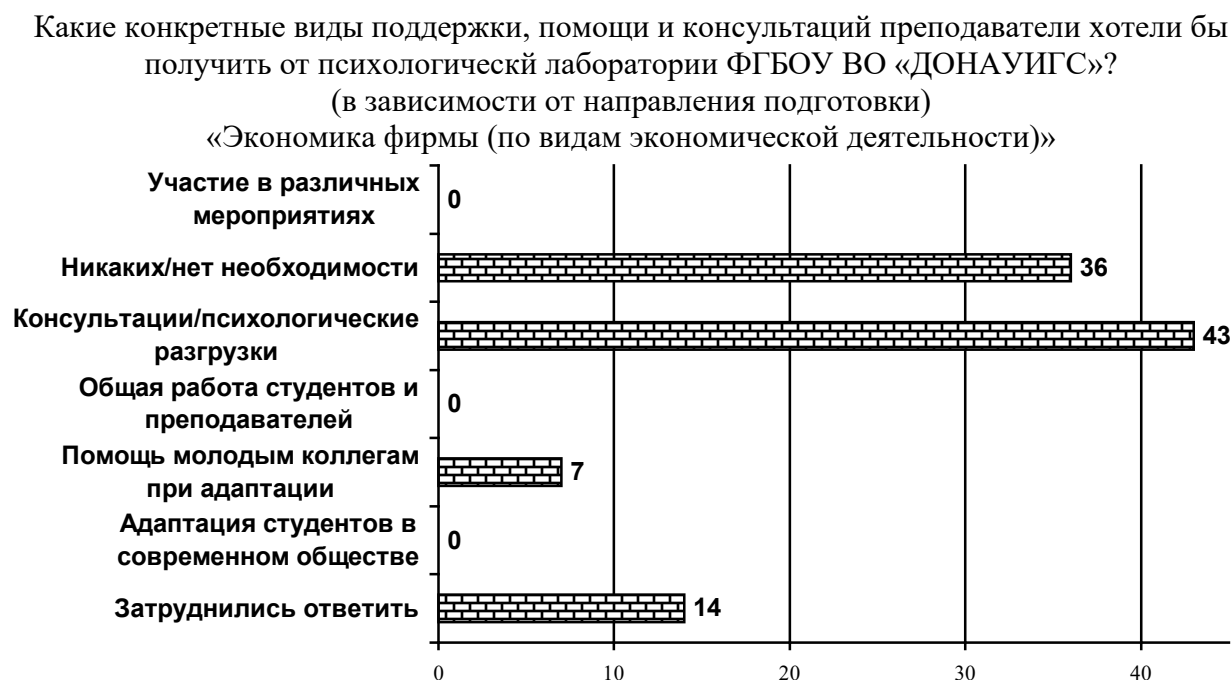 Какие конкретные виды поддержки, помощи и консультаций преподаватели хотели бы
получить от психологическй лаборатории ФГБОУ ВО «ДОНАУИГС»?
(в зависимости от направления подготовки)
«Экономика фирмы (по видам экономической деятельности)»
Участие в различных
мероприятиях
0
Никаких/нет необходимости
36
Консультации/психологические
разгрузки
43
Общая работа студентов и
преподавателей
0
Помощь молодым коллегам
при адаптации
7
Адаптация студентов в
современном обществе
0
Затруднились ответить
14
0 10 20 30 40